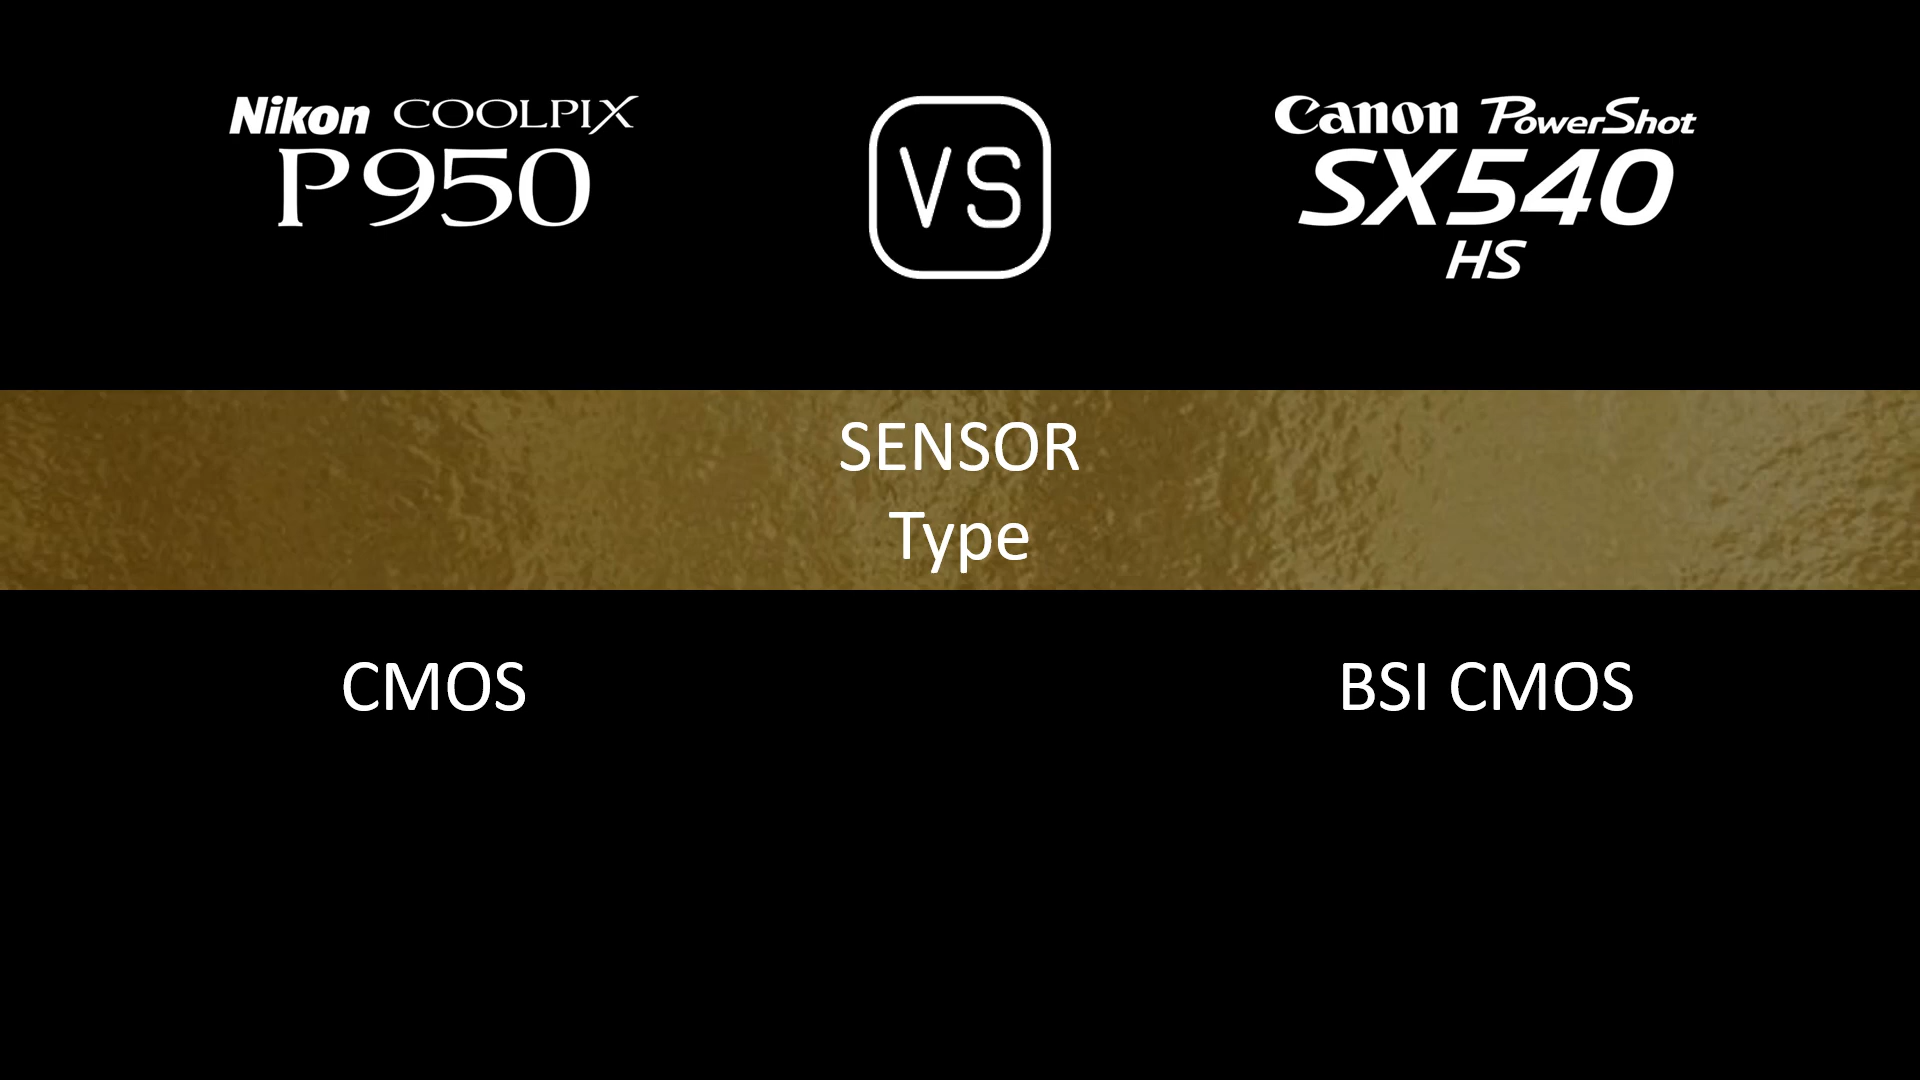 Nikon COOLPIX
P950
VS
Canon PowerShot
SX540
HS
SENSOR
Type
CMOS
BSI CMOS